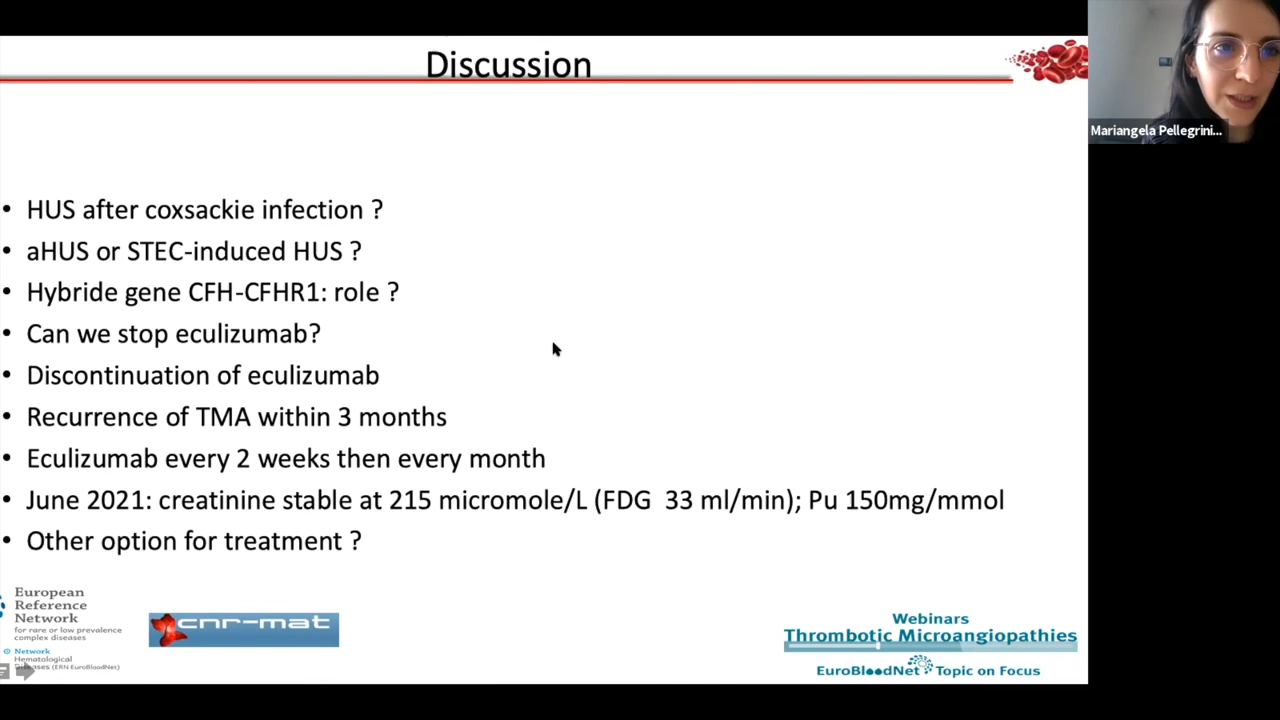 Discussion
Mariangela Pellegrini...
• HUS after coxsackie infection ?
• aHUS or STEC-induced HUS ?
• Hybride gene CFH-CFHR1: role ?
• Can we stop eculizumab?
• Discontinuation of eculizumab
• Recurrence of TMA within 3 months
• Eculizumab every 2 weeks then every month
• June 2021: creatinine stable at 215 micromole/L (FDG 33 ml/min); Pu 150mg/mmol
• Other option for treatment ?
European
Reference
Network
for rare or low prevalence
complex diseases
Network
Hematological
Diseases (ERN EuroBloodNet)
cnr-mat
Webinars
Thrombotic Microangiopathies
EuroBloodNet Topic on Focus